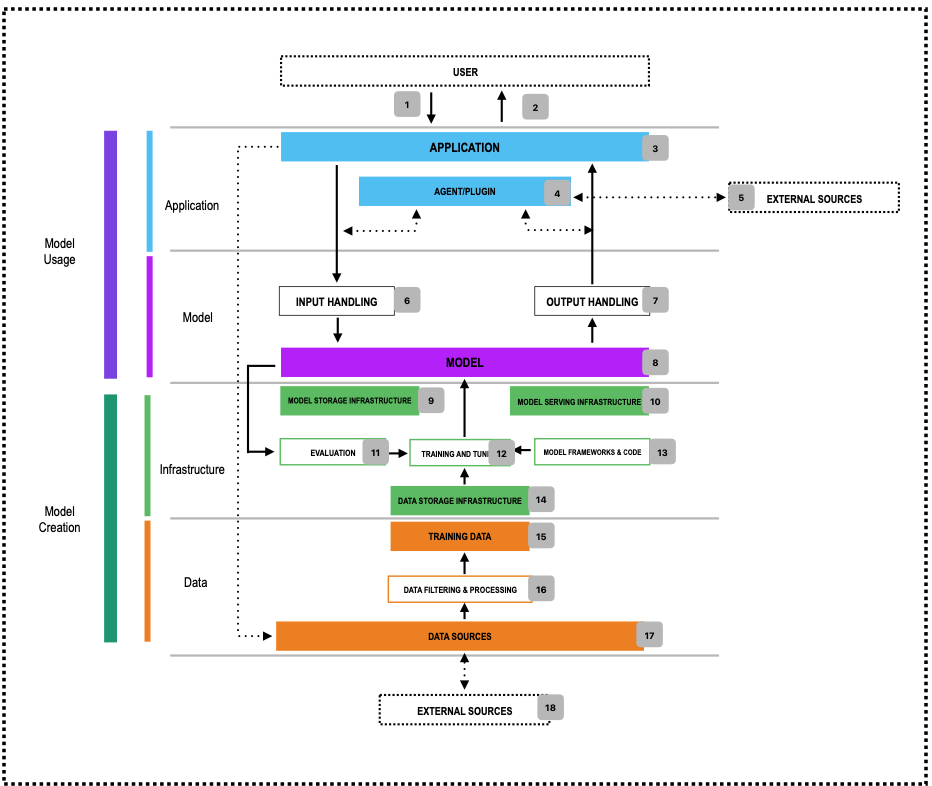 USER
1
2
APPLICATION
3
AGENT/PLUGIN
4
5
EXTERNAL SOURCES
Application
Model
Usage
INPUT HANDLING
6
OUTPUT HANDLING
7
Model
MODEL
8
MODEL STORAGE INFRASTRUCTURE
9
MODEL SERVING INFRASTRUCTURE
10
EVALUATION
11
TRAINING AND TUNI
12
MODEL FRAMEWORKS & CODE
13
Infrastructure
DATA STORAGE INFRASTRUCTURE
14
Model
Creation
TRAINING DATA
15
Data
DATA FILTERING & PROCESSING
16
DATA SOURCES
17
EXTERNAL SOURCES
18